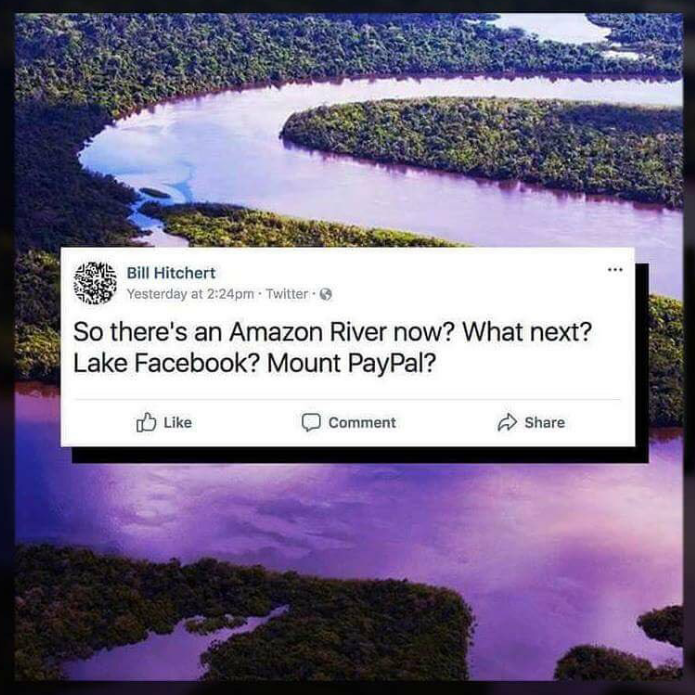 Bill Hitchert
Yesterday at 2:24pm · Twitter ·
So there's an Amazon River now? What next?
Lake Facebook? Mount PayPal?
Like Comment Share